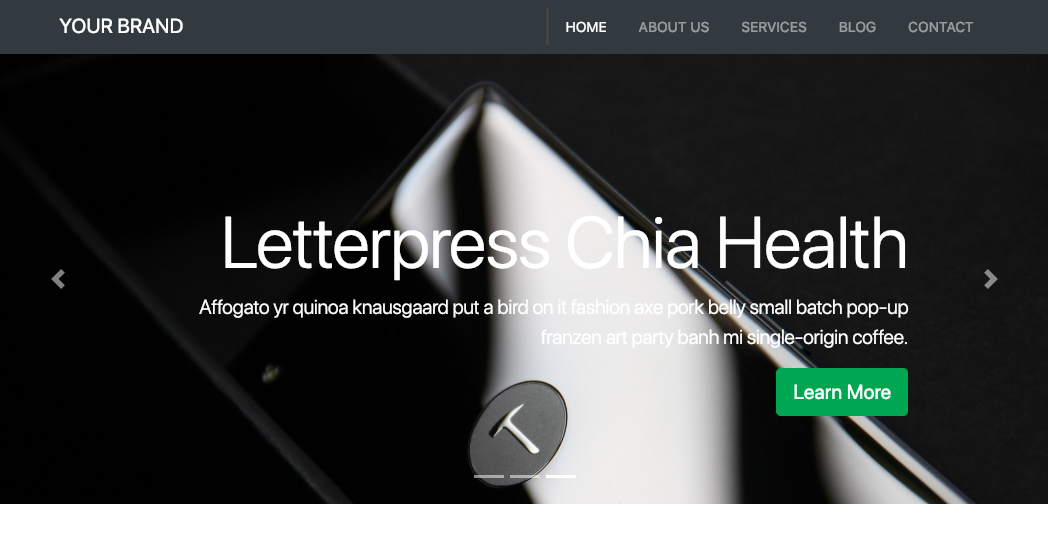 YOUR BRAND
HOME ABOUT US SERVICES BLOG CONTACT
Letterpress Chia Health
Affogato yr quinoa knausgaard put a bird on it fashion axe pork belly small batch pop-up
franzen art party banh mi single-origin coffee.
Learn More